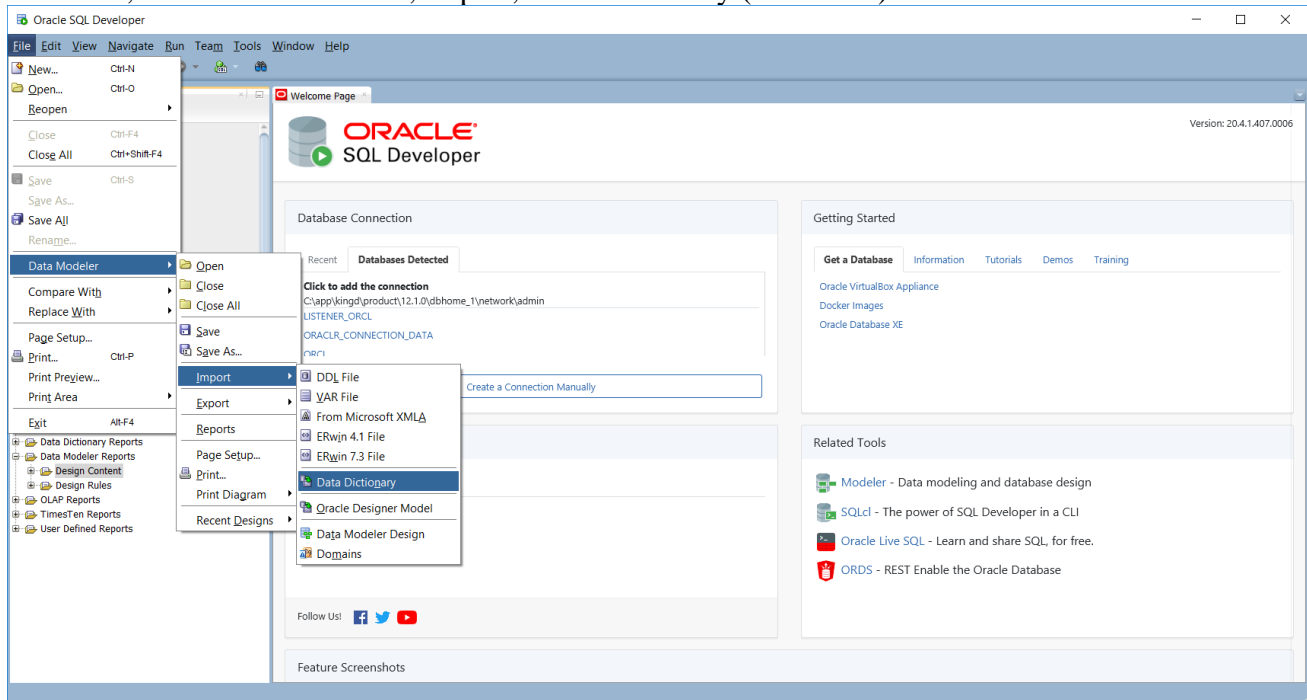 Oracle SQL Developer
File Edit View Navigate Run Team Tools Window Help
New... Ctrl-N
Open... Ctrl-O
Reopen
Close Ctrl-F4
Close All Ctrl+Shift-F4
Save Ctrl-S
Save As...
Save All
Rename...
Data Modeler
Compare With
Replace With
Page Setup...
Print... Ctrl-P
Print Preview...
Print Area
Exit Alt-F4
Data Dictionary Reports
Data Modeler Reports
Design Content
Design Rules
OLAP Reports
TimesTen Reports
User Defined Reports
Open
Close
Close All
Save
Save As...
Import
Export
Reports
Page Setup...
Print...
Print Diagram
Recent Designs
DDL File
VAR File
From Microsoft XMLA
ERwin 4.1 File
ERwin 7.3 File
Data Dictionary
Oracle Designer Model
Data Modeler Design
Domains
Welcome Page
ORACLE
SQL Developer
Version: 20.4.1.407.0006
Database Connection
Recent Databases Detected
Click to add the connection
C:\app\kingd\product\12.1.0\dbhome_1\network\admin
LISTENER_ORCL
ORACLR_CONNECTION_DATA
ORCL
Create a Connection Manually
Getting Started
Get a Database Information Tutorials Demos Training
Oracle VirtualBox Appliance
Docker Images
Oracle Database XE
Related Tools
Modeler - Data modeling and database design
SQLcl - The power of SQL Developer in a CLI
Oracle Live SQL - Learn and share SQL, for free.
ORDS - REST Enable the Oracle Database
Follow Us!
Feature Screenshots